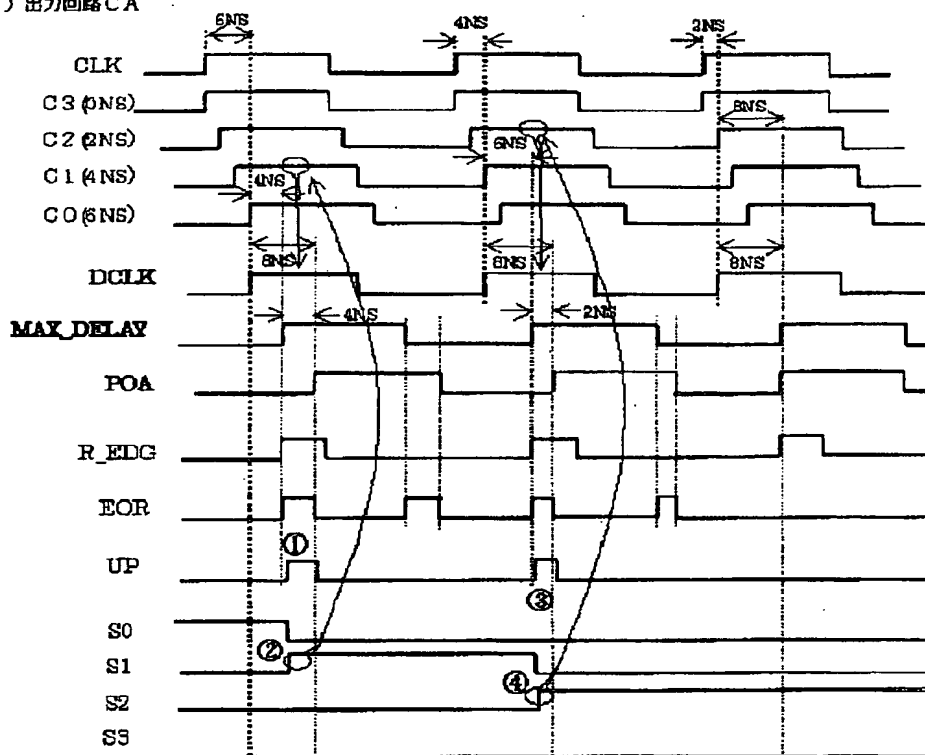 ) 出力回路CA
6NS 4NS 2NS
CLK
C3 (0NS)
8NS
C2 (2NS)
6NS
C1 (4NS)
4NS
C0 (6NS)
8NS 8NS 8NS
DCLK
4NS 2NS
MAX_DELAY
POA
R_EDG
EOR
①
UP
③
S0
②
S1
④
S2
S3